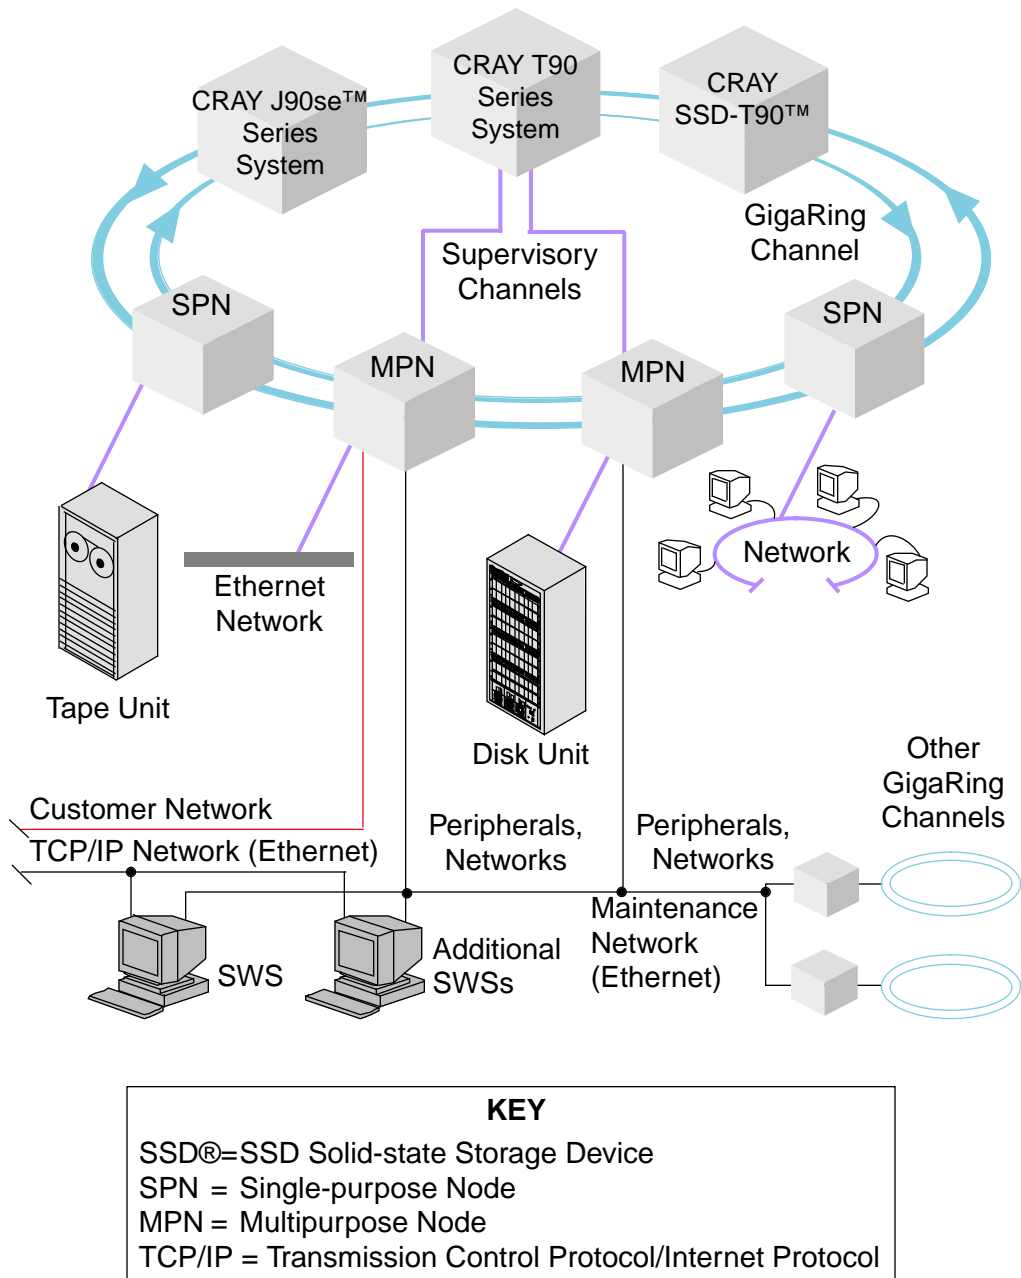 CRAY J90se™
Series
System
CRAY T90
Series
System
CRAY
SSD-T90™
GigaRing
Channel
Supervisory
Channels
SPN
MPN
MPN
SPN
Tape Unit
Ethernet
Network
Disk Unit
Network
Other
GigaRing
Channels
Customer Network
TCP/IP Network (Ethernet)
Peripherals,
Networks
Peripherals,
Networks
Maintenance
Network
(Ethernet)
SWS
Additional
SWSs
KEY
SSD®=SSD Solid-state Storage Device
SPN = Single-purpose Node
MPN = Multipurpose Node
TCP/IP = Transmission Control Protocol/Internet Protocol